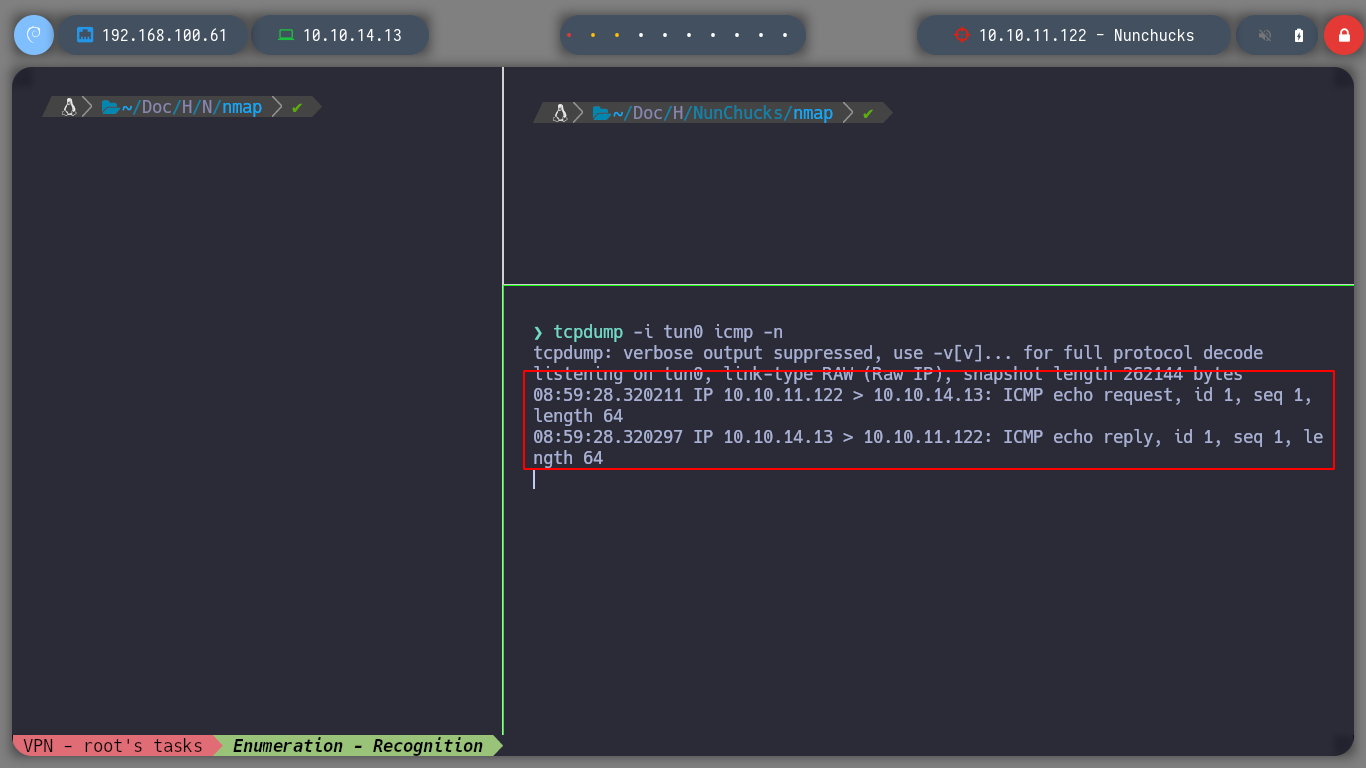 192.168.100.61
10.10.14.13
10.10.11.122 - Nunchucks
~/Doc/H/N/nmap
~/Doc/H/NunChucks/nmap
❯ tcpdump -i tun0 icmp -n
tcpdump: verbose output suppressed, use -v[v]... for full protocol decode
listening on tun0, link-type RAW (Raw IP), snapshot length 262144 bytes
08:59:28.320211 IP 10.10.11.122 > 10.10.14.13: ICMP echo request, id 1, seq 1,
length 64
08:59:28.320297 IP 10.10.14.13 > 10.10.11.122: ICMP echo reply, id 1, seq 1, le
ngth 64
VPN - root's tasks
Enumeration - Recognition